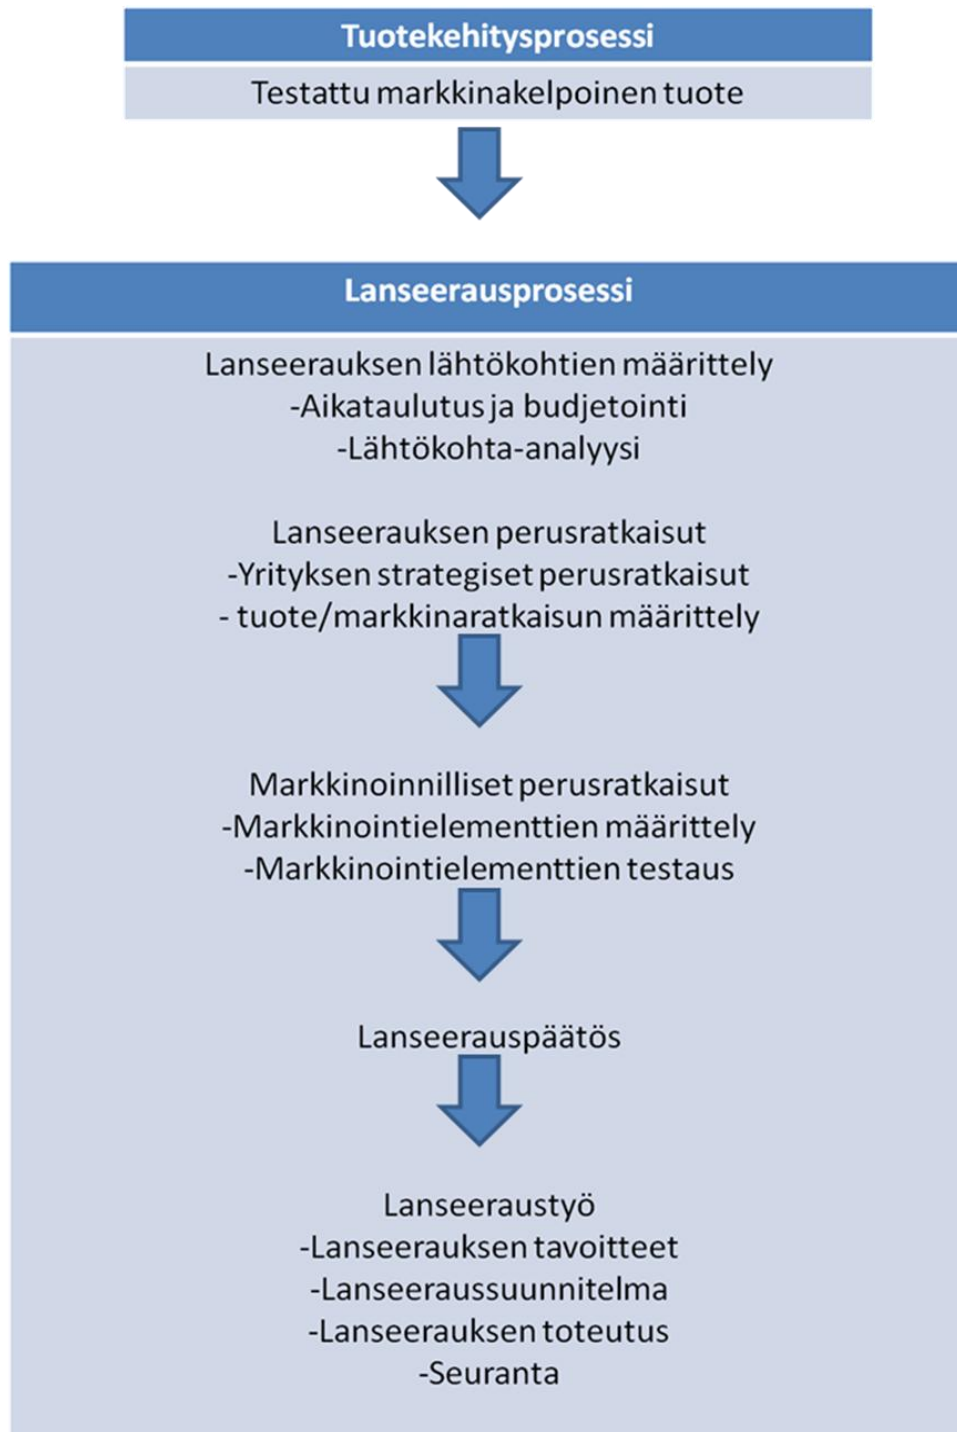 Tuotekehitysprosessi
Testattu markkinakelpoinen tuote
Lanseerausprosessi
Lanseerauksen lähtökohtien määrittely
-Aikataulutus ja budjetointi
-Lähtökohta-analyysi
Lanseerauksen perusratkaisut
-Yrityksen strategiset perusratkaisut
- tuote/markkinaratkaisun määrittely
Markkinoinnilliset perusratkaisut
-Markkinointielementtien määrittely
-Markkinointielementtien testaus
Lanseerauspäätös
Lanseeraustyö
-Lanseerauksen tavoitteet
-Lanseeraussuunnitelma
-Lanseerauksen toteutus
-Seuranta